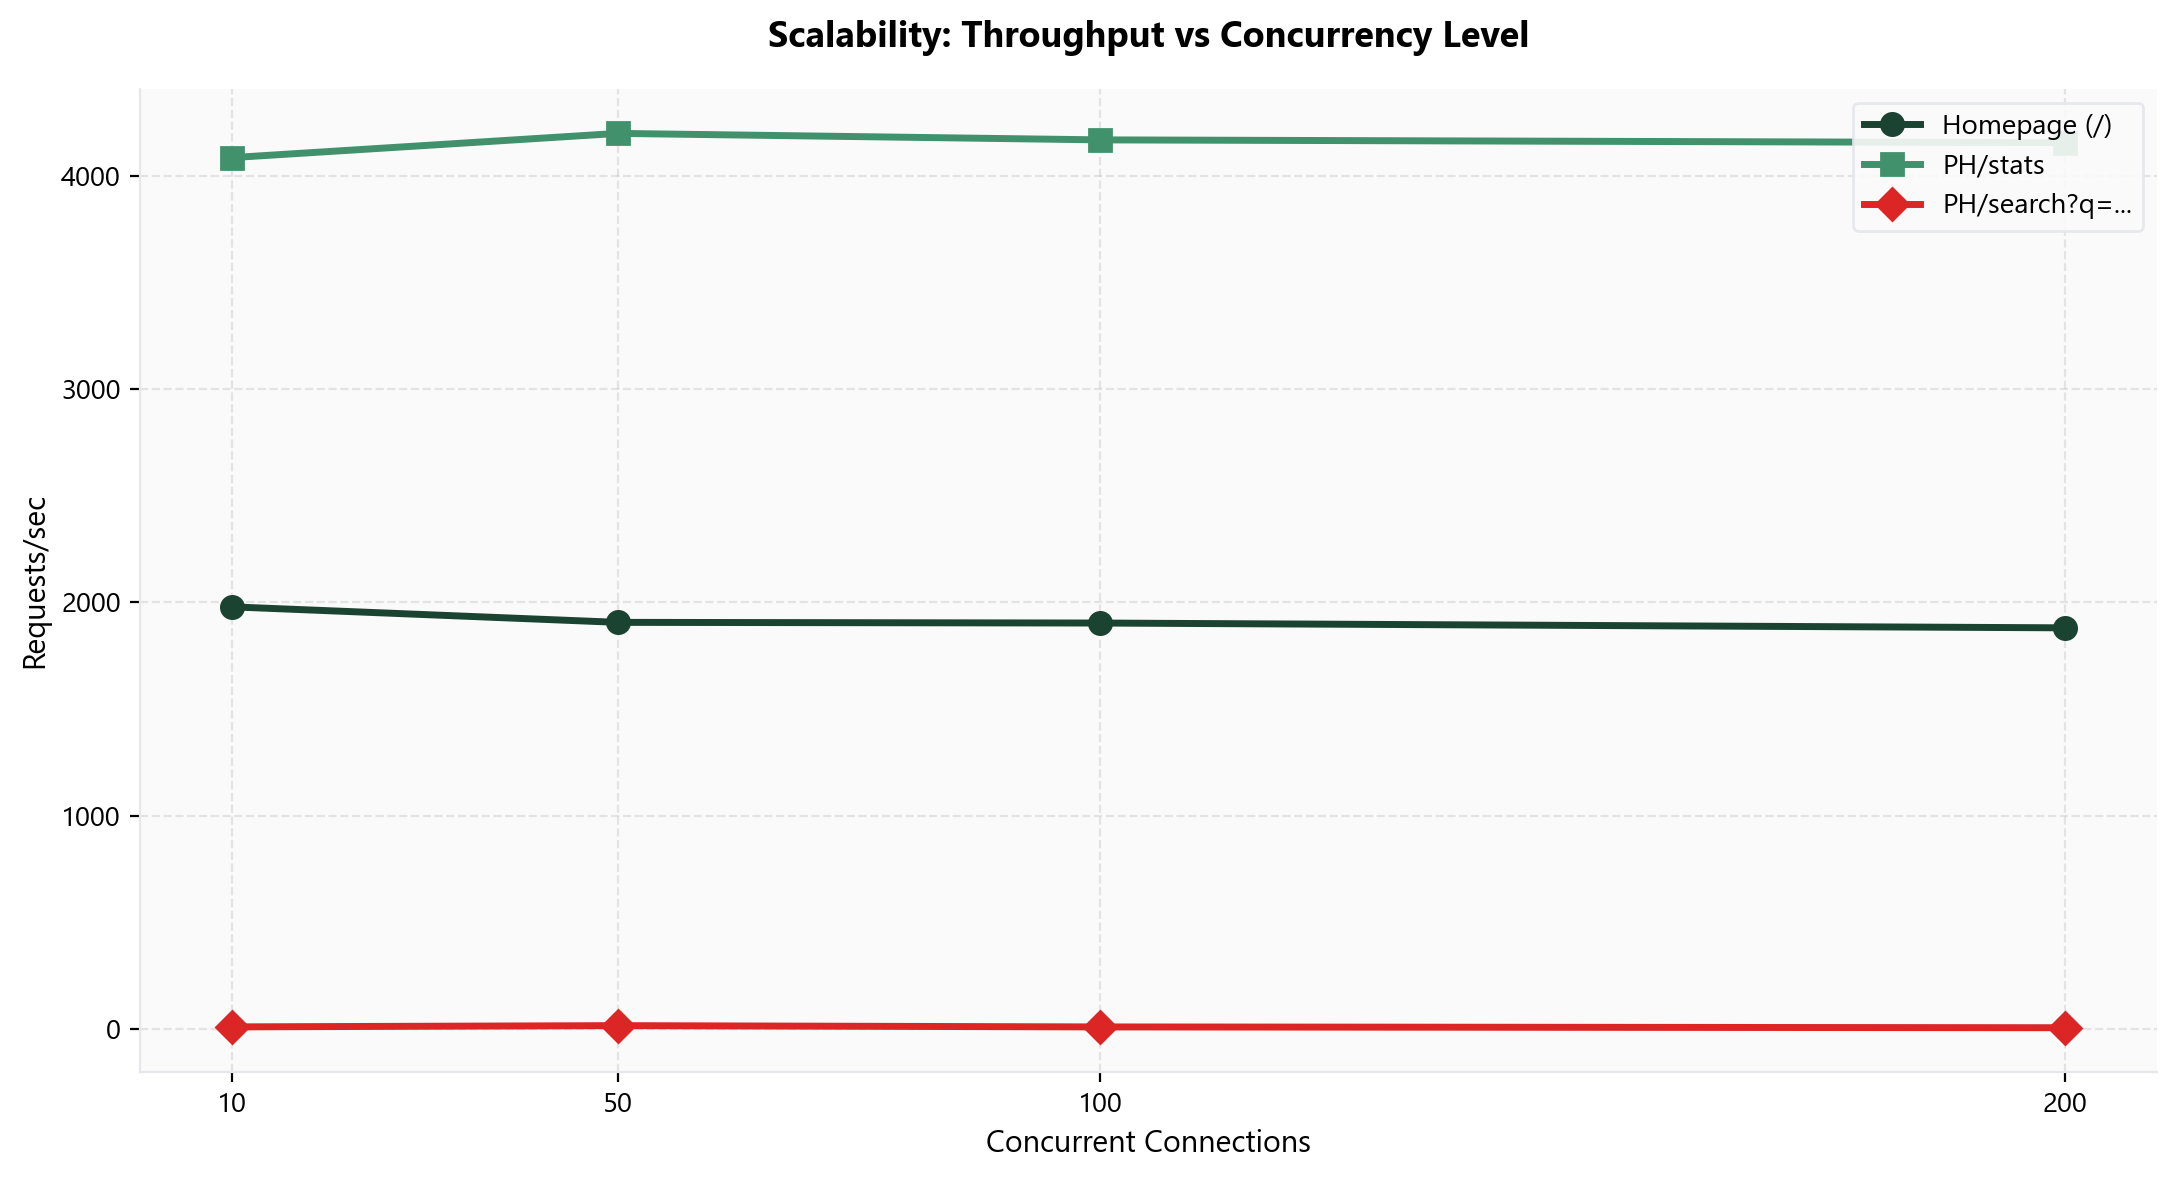 Scalability: Throughput vs Concurrency Level
Homepage (/)
PH/stats
PH/search?q=...
Requests/sec
4000
3000
2000
1000
0
10 50 100 200
Concurrent Connections